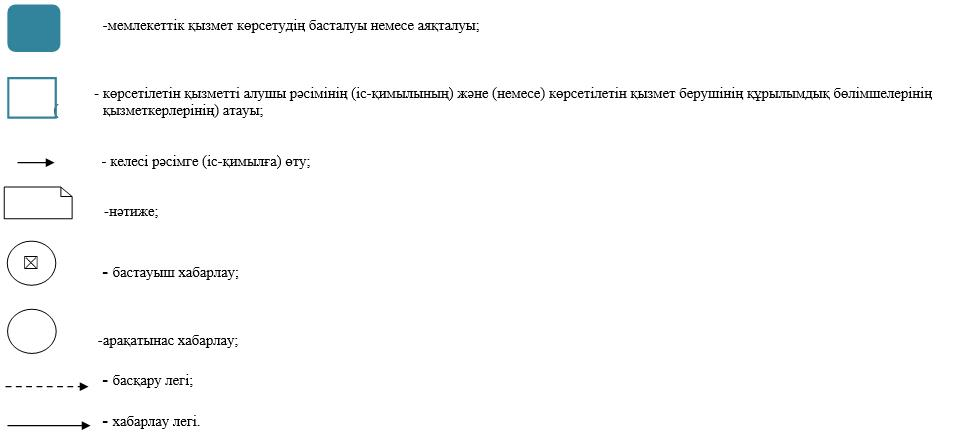 -мемлекеттік қызмет көрсетудің басталуы немесе аяқталуы;
- көрсетілетін қызметті алушы рәсімінің (іс-қимылының) және (немесе) көрсетілетін қызмет берушінің құрылымдық бөлімшелерінің
( қызметкерлерінің) атауы;
- келесі рәсімге (іс-қимылға) өту;
-нәтиже;
- бастауыш хабарлау;
-арақатынас хабарлау;
- басқару легі;
- хабарлау легі.